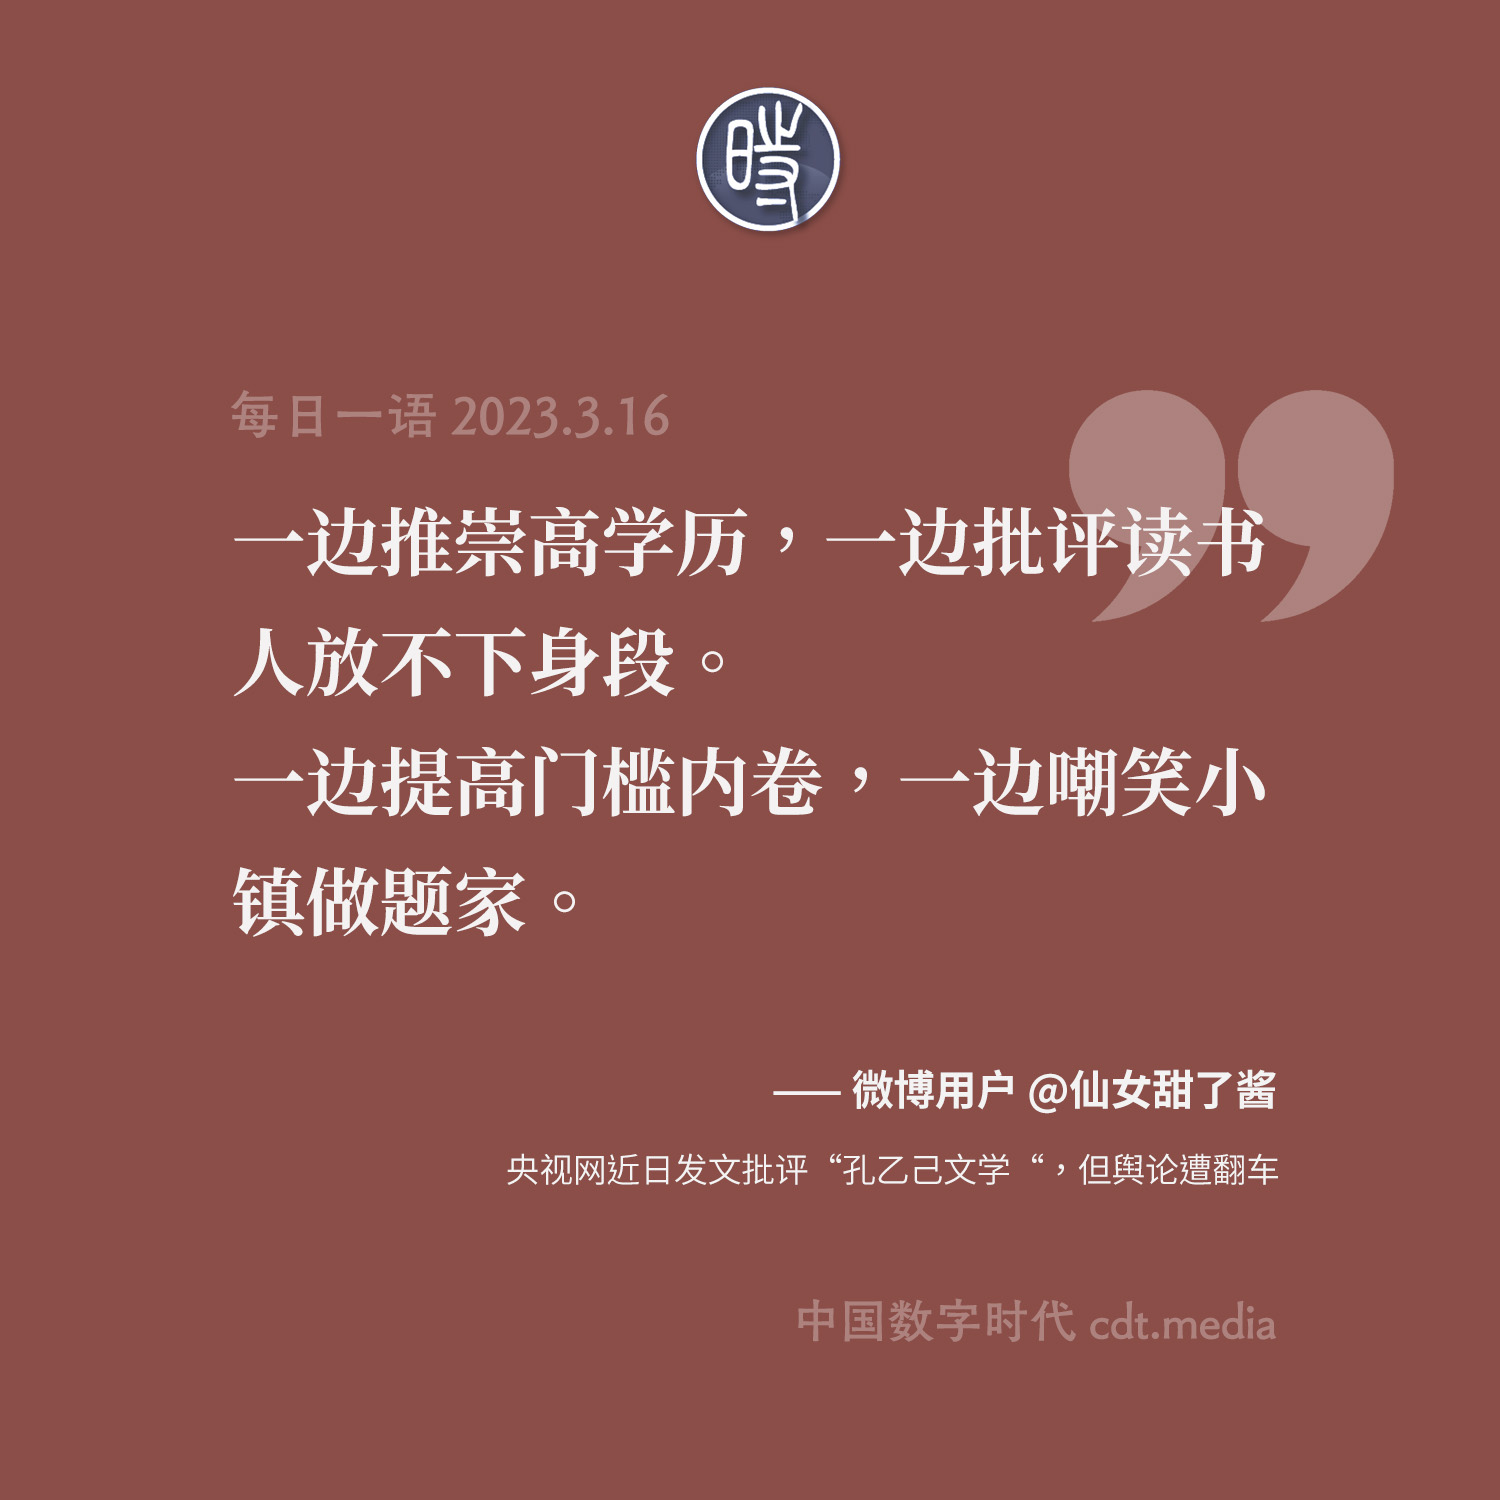 時
每日一语 2023.3.16
一边推崇高学历，一边批评读书
人放不下身段。
一边提高门槛内卷，一边嘲笑小
镇做题家。
—— 微博用户 @仙女甜了酱
央视网近日发文批评“孔乙己文学“，但舆论遭翻车
中国数字时代 cdt.media